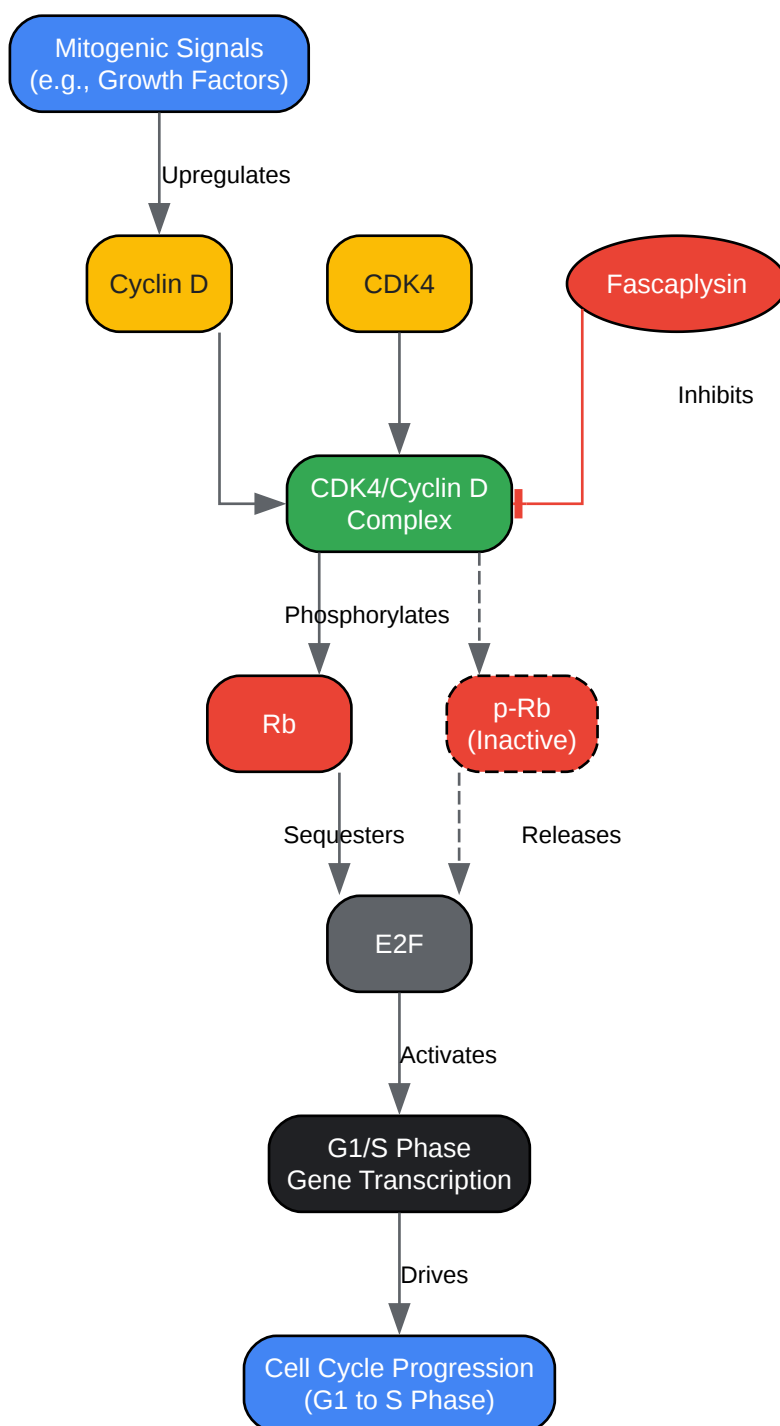 Mitogenic Signals
(e.g., Growth Factors)
Upregulates
Cyclin D
CDK4
Fascaplysin
Inhibits
CDK4/Cyclin D
Complex
Phosphorylates
Rb
p-Rb
(Inactive)
Sequesters
Releases
E2F
Activates
G1/S Phase
Gene Transcription
Drives
Cell Cycle Progression
(G1 to S Phase)